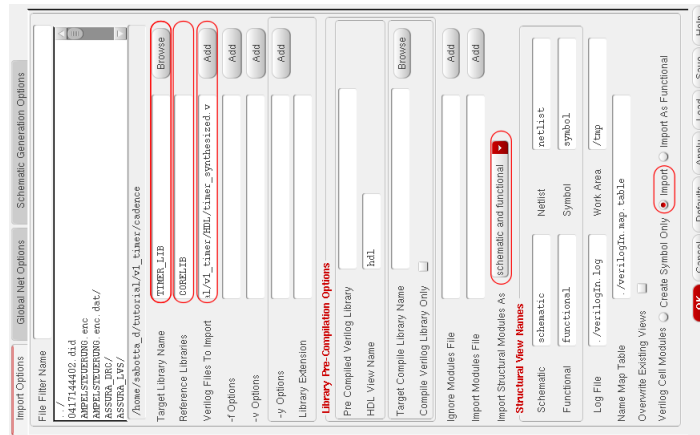 Import Options Global Net Options Schematic Generation Options
File Filter Name
../
0417144402.did
AMPELSTEUERUNG.enc
AMPELSTEUERUNG.enc.dat/
ASSURA_DRC/
ASSURA_LVS/
/home/sabotta_d/tutorial/vl_timer/cadence
Target Library Name TIMER_LIB Browse
Reference Libraries CORELIB
Verilog Files To Import l/vl_timer/HDL/timer_synthesized.v Add
-f Options Add
-v Options Add
-y Options Add
Library Extension
Library Pre-Compilation Options
Pre Compiled Verilog Library
HDL View Name hdl
Target Compile Library Name Browse
Compile Verilog Library Only
Ignore Modules File Add
Import Modules File Add
Import Structural Modules As schematic and functional
Structural View Names
Schematic schematic Netlist netlist
Functional functional Symbol symbol
Log File ./verilogIn.log Work Area /tmp
Name Map Table ./verilogIn.map.table
Overwrite Existing Views
Verilog Cell Modules Create Symbol Only Import Import As Functional
OK Cancel Defaults Apply Load Save Help